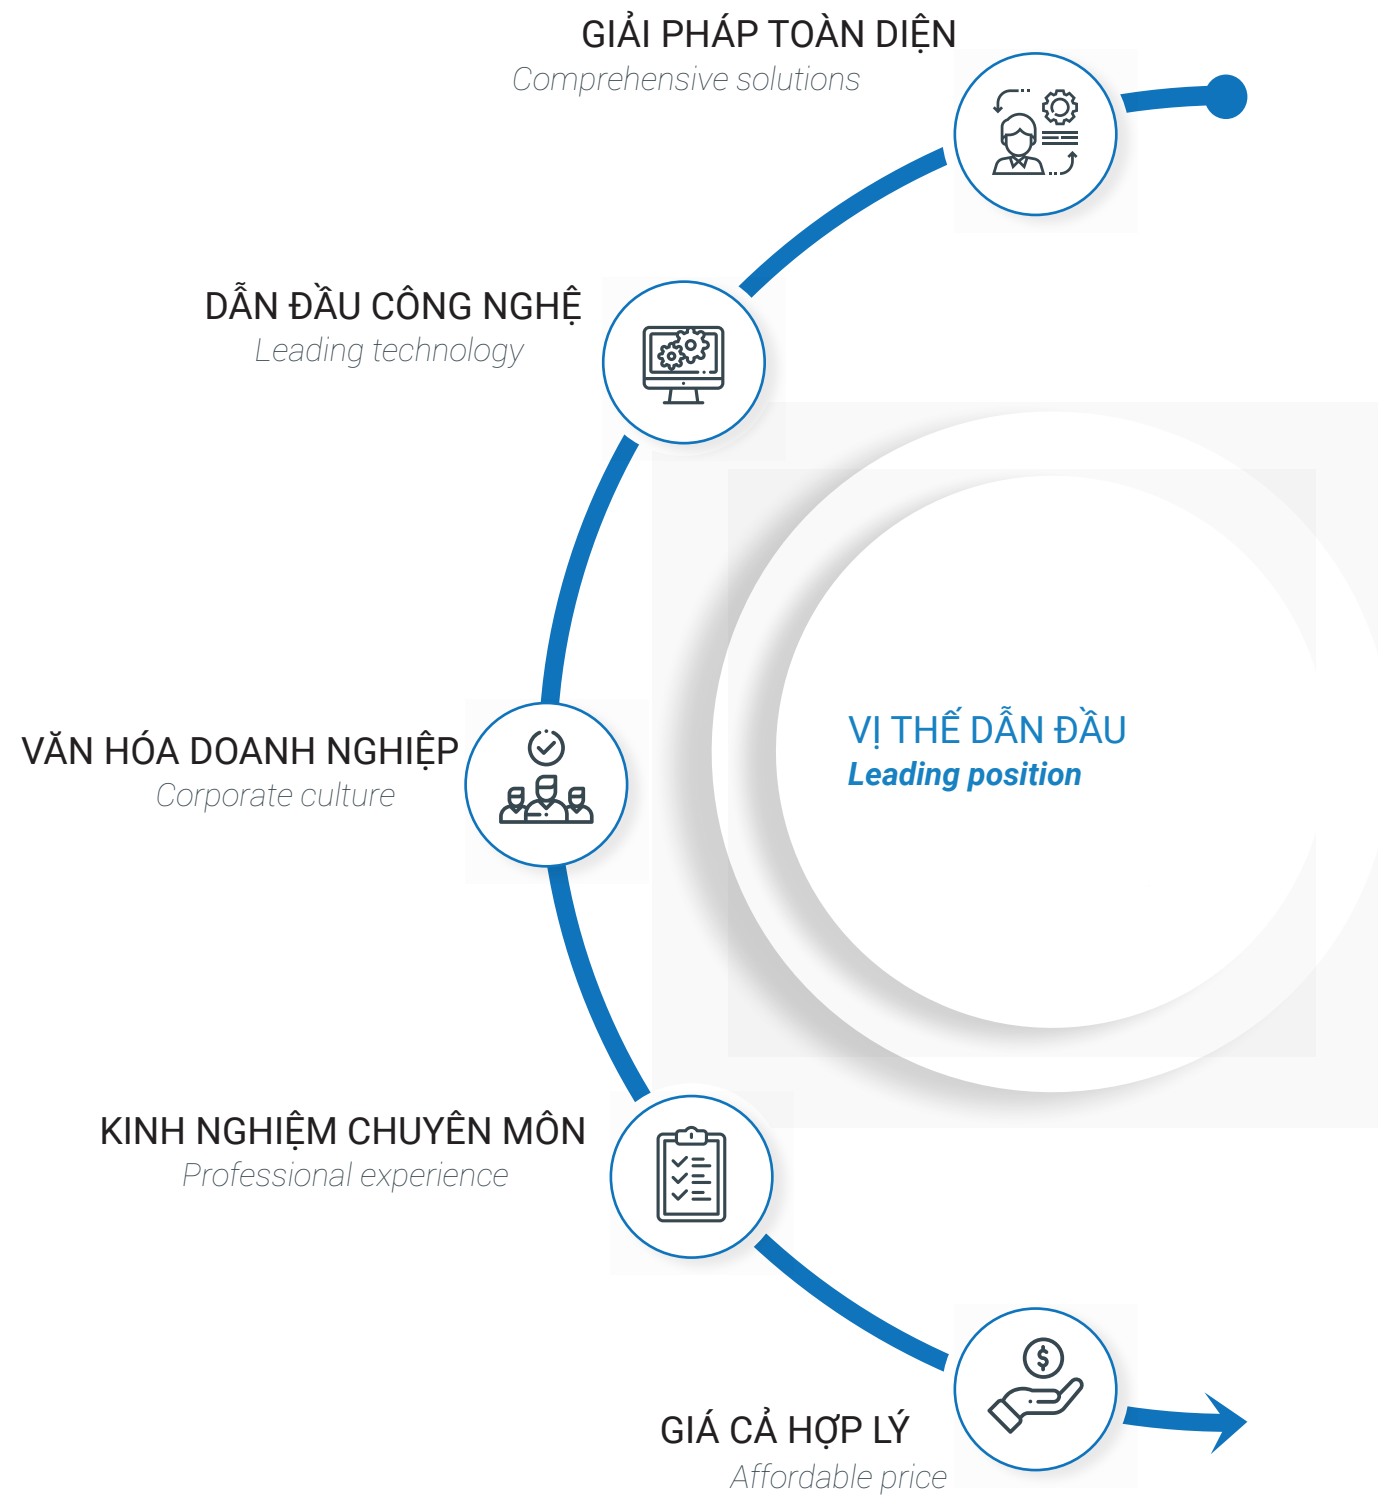 GIẢI PHÁP TOÀN DIỆN
Comprehensive solutions
DẪN ĐẦU CÔNG NGHỆ
Leading technology
VỊ THẾ DẪN ĐẦU
Leading position
VĂN HÓA DOANH NGHIỆP
Corporate culture
KINH NGHIỆM CHUYÊN MÔN
Professional experience
GIÁ CẢ HỢP LÝ
Affordable price